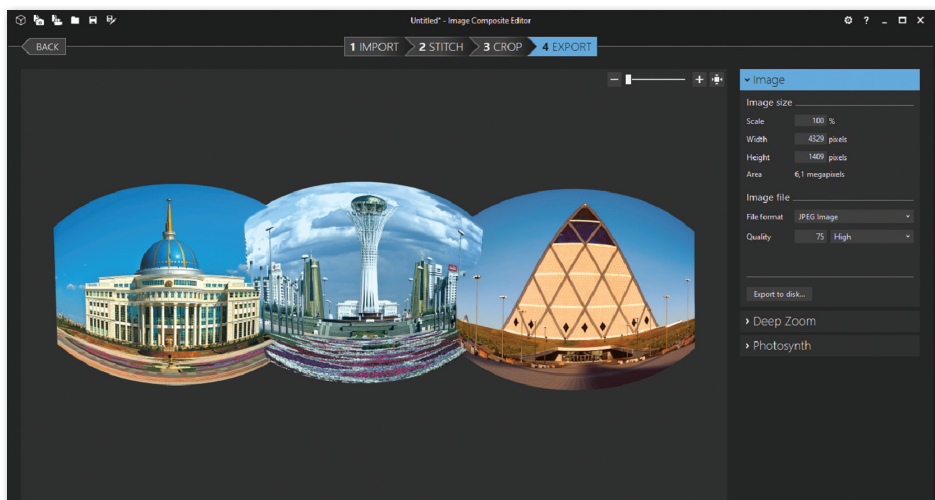 Untitled* - Image Composite Editor
?
BACK
1 IMPORT 2 STITCH 3 CROP 4 EXPORT
Image
Image size
Scale 100 %
Width 4329 pixels
Height 1409 pixels
Area 6,1 megapixels
Image file
File format JPEG Image
Quality 75 High
Export to disk...
Deep Zoom
Photosynth